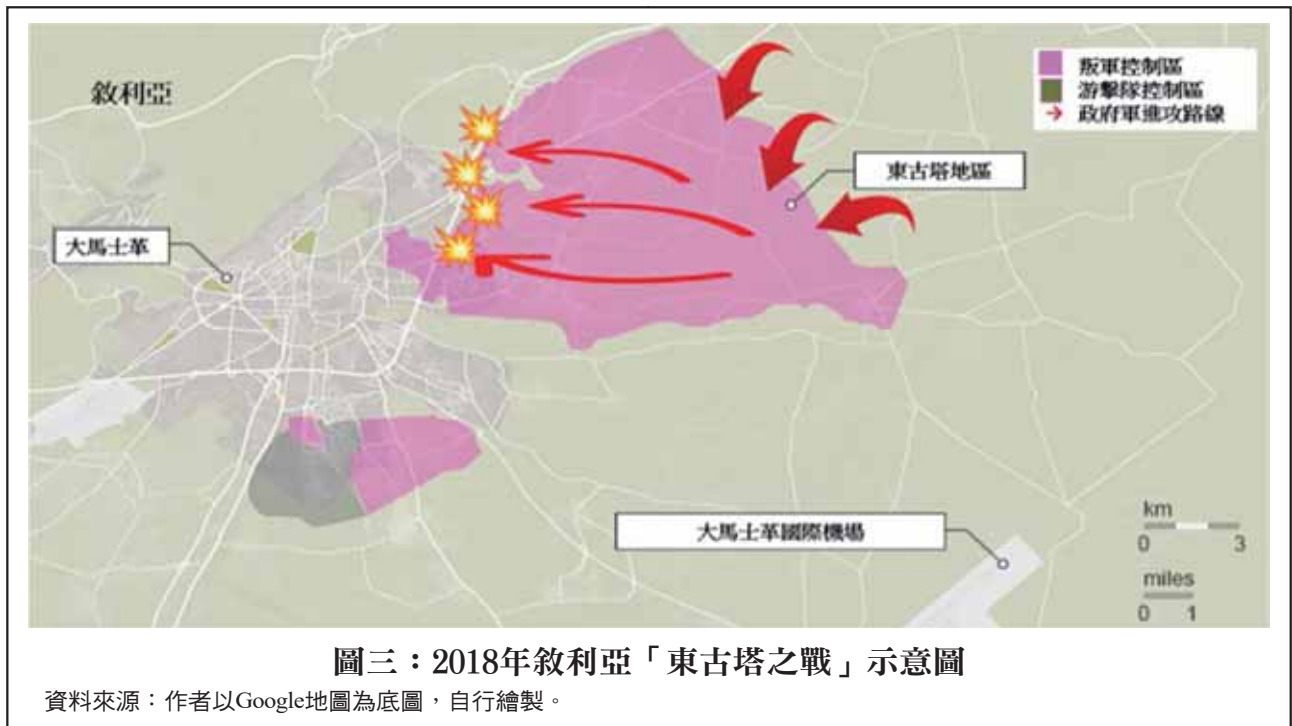 敘利亞
叛軍控制區
游擊隊控制區
政府軍進攻路線
東古塔地區
大馬士革
大馬士革國際機場
km
0 3
miles
0 1
圖三：2018年敘利亞「東古塔之戰」示意圖
資料來源：作者以Google地圖為底圖，自行繪製。